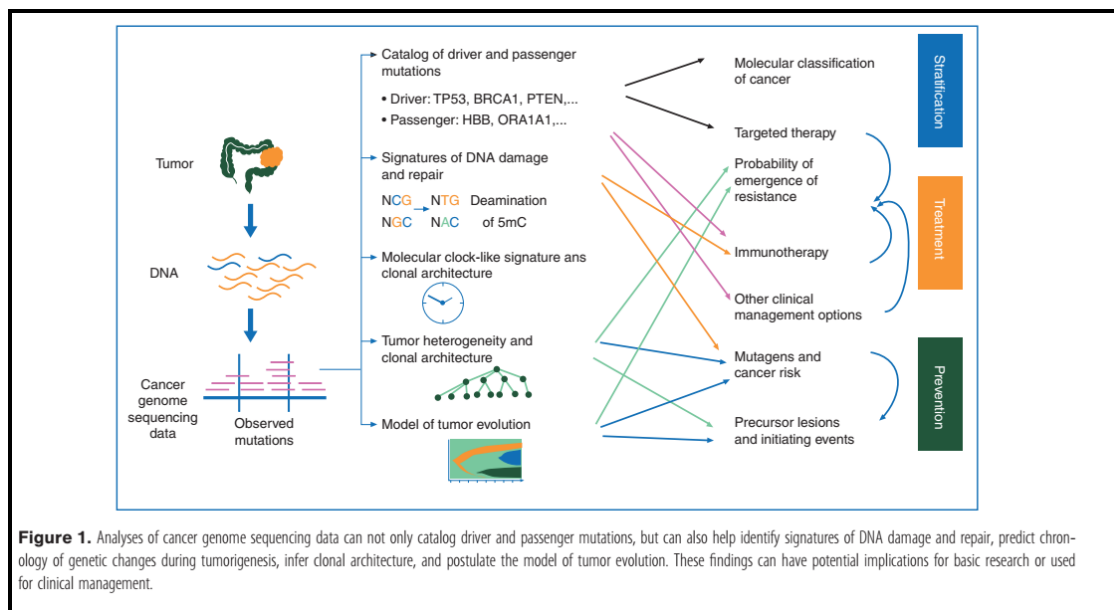 Catalog of driver and passenger
mutations
• Driver: TP53, BRCA1, PTEN,...
• Passenger: HBB, ORA1A1,...
Tumor
Signatures of DNA damage
and repair
NCG NTG Deamination
NGC NAC of 5mC
DNA
Molecular clock-like signature ans
clonal architecture
Tumor heterogeneity and
clonal architecture
Cancer
genome
sequencing
data
Observed
mutations
Model of tumor evolution
Molecular classification
of cancer
Targeted therapy
Probability of
emergence of
resistance
Immunotherapy
Other clinical
management options
Mutagens and
cancer risk
Precursor lesions
and initiating events
Stratification
Treatment
Prevention
Figure 1. Analyses of cancer genome sequencing data can not only catalog driver and passenger mutations, but can also help identify signatures of DNA damage and repair, predict chron-
ology of genetic changes during tumorigenesis, infer clonal architecture, and postulate the model of tumor evolution. These findings can have potential implications for basic research or used
for clinical management.